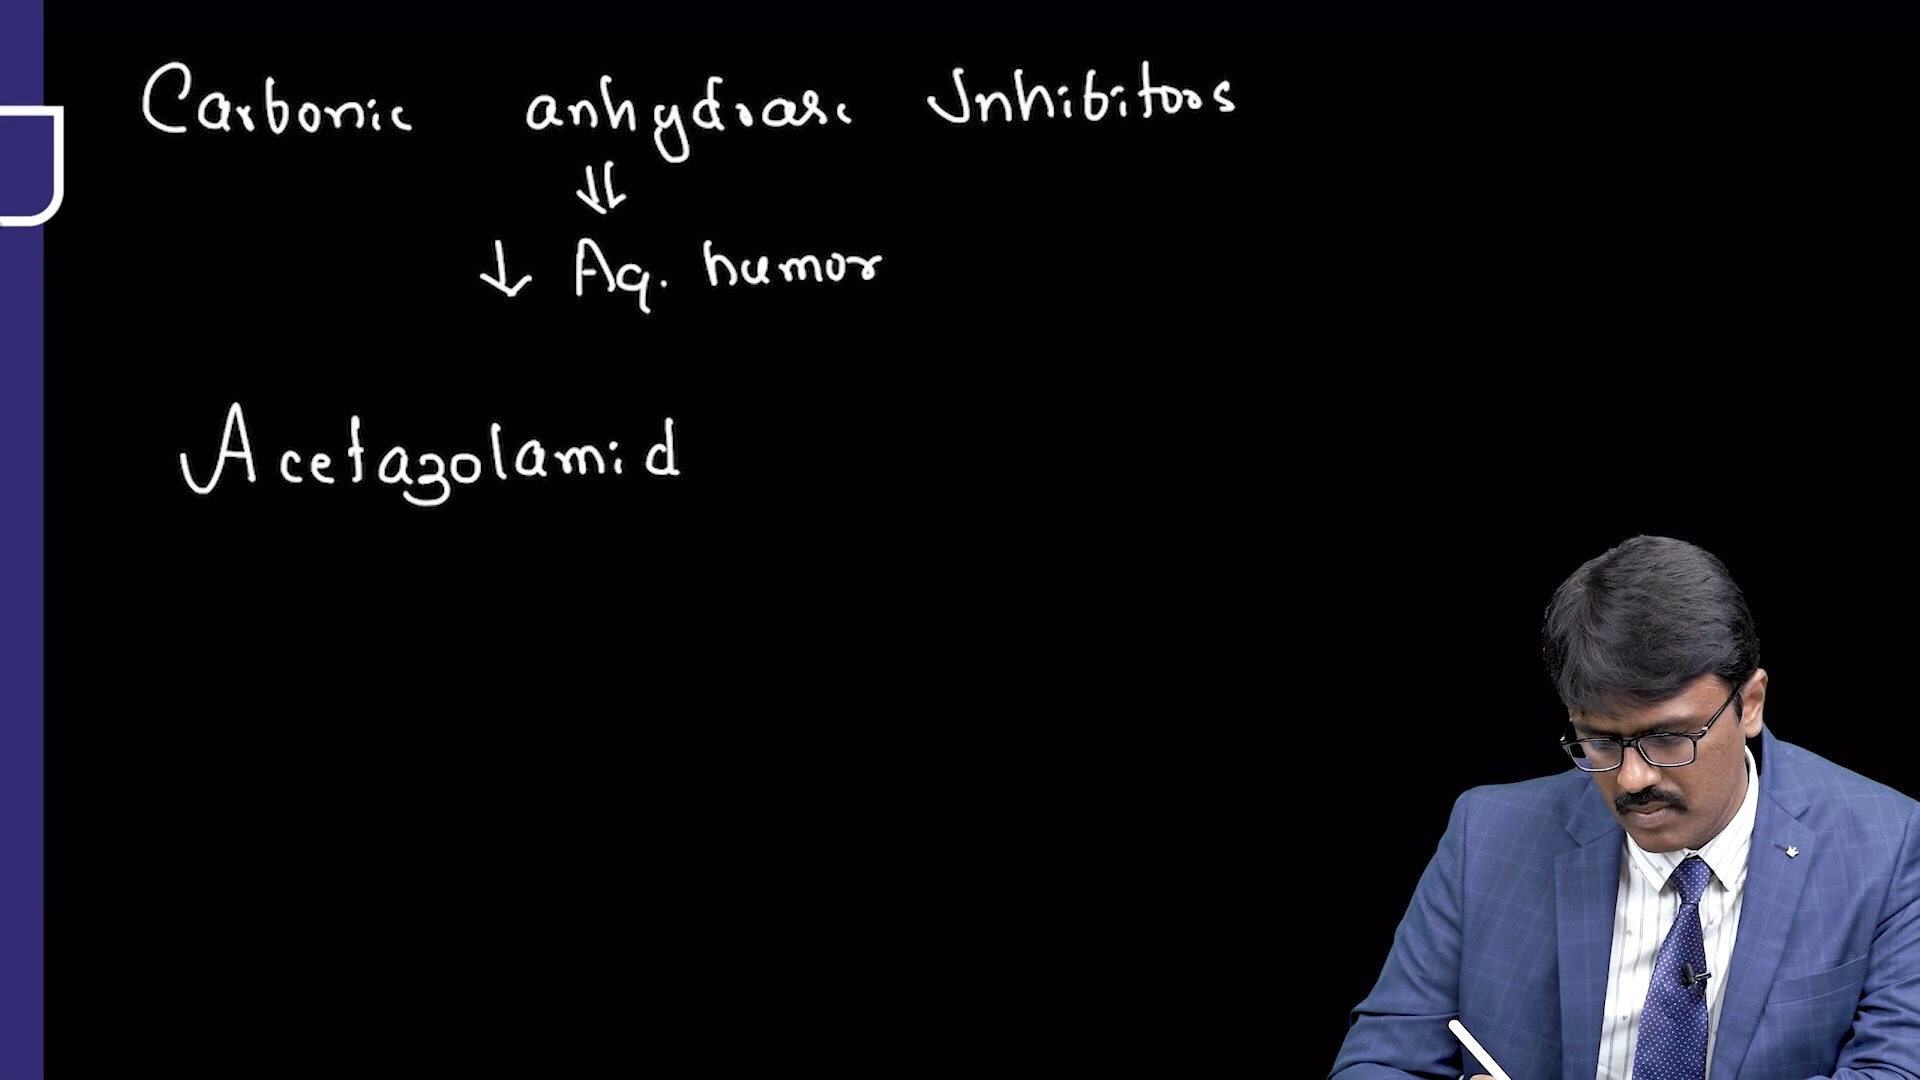 Carbonic anhydrase Inhibitors
⇓
↓ Aq. humor
Acetazolamid